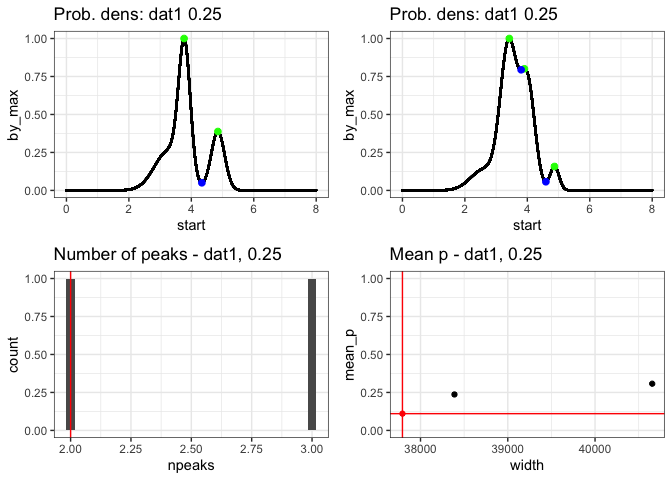 Prob. dens: dat1 0.25
1.00
0.75
0.50
0.25
0.00
by_max
0 2 4 6 8
start
Prob. dens: dat1 0.25
1.00
0.75
0.50
0.25
0.00
by_max
0 2 4 6 8
start
Number of peaks - dat1, 0.25
1.00
0.75
0.50
0.25
0.00
count
2.00 2.25 2.50 2.75 3.00
npeaks
Mean p - dat1, 0.25
1.00
0.75
0.50
0.25
0.00
mean_p
38000 39000 40000
width